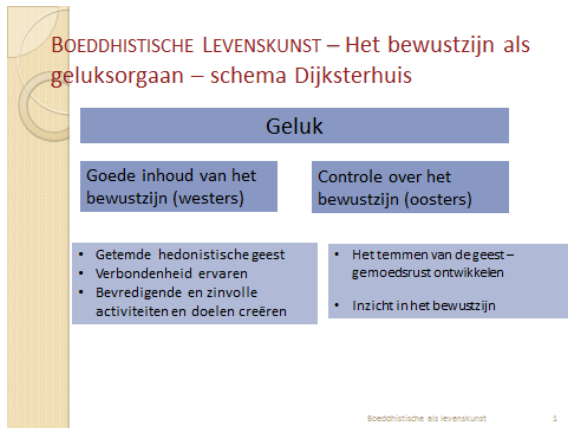 BOEDDHISTISCHE LEVENSKUNST – Het bewustzijn als
geluksorgaan – schema Dijksterhuis
Geluk
Goede inhoud van het
bewustzijn (westers)
Controle over het
bewustzijn (oosters)
• Getemde hedonistische geest
• Verbondenheid ervaren
• Bevredigende en zinvolle
activiteiten en doelen creëren
• Het temmen van de geest –
gemoedsrust ontwikkelen
• Inzicht in het bewustzijn
Boeddhistische als levenskunst
1